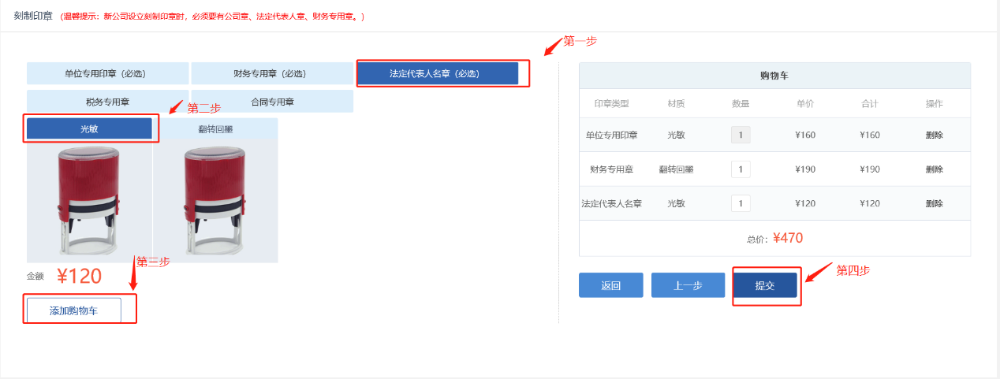 刻制印章 (温馨提示：新公司设立刻制印章时，必须要有公司章、法定代表人章、财务专用章。)
第一步
单位专用印章（必选） 财务专用章（必选） 法定代表人名章（必选）
税务专用章 合同专用章
第二步
光敏 翻转回墨
第三步
金额 ¥120
添加购物车
购物车
印章类型 材质 数量 单价 合计 操作
单位专用印章 光敏 1 ¥160 ¥160 删除
财务专用章 翻转回墨 1 ¥190 ¥190 删除
法定代表人名章 光敏 1 ¥120 ¥120 删除
总价：¥470
第四步
返回 上一步 提交